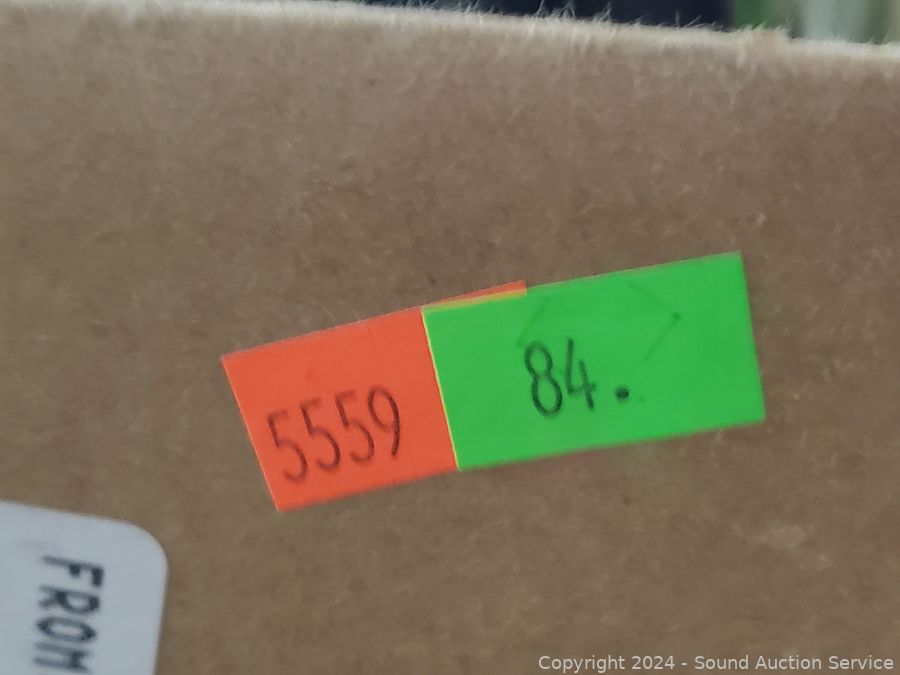 5559
84.
FROM
Copyright 2024 - Sound Auction Service